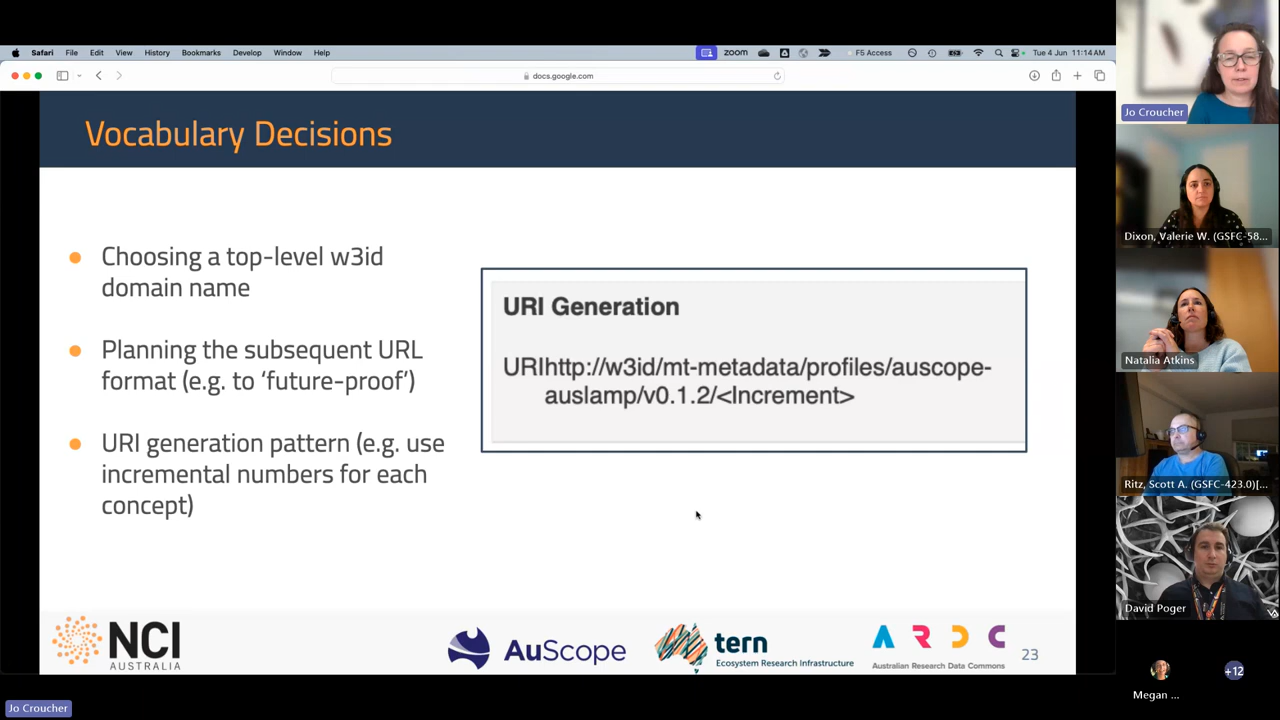 Safari File Edit View History Bookmarks Develop Window Help
zoom
F5 Access
Tue 4 Jun 11:14 AM
docs.google.com
Vocabulary Decisions
Choosing a top-level w3id
domain name
Planning the subsequent URL
format (e.g. to ‘future-proof’)
URI generation pattern (e.g. use
incremental numbers for each
concept)
URI Generation
URIhttp://w3id/mt-metadata/profiles/auscope-
auslamp/v0.1.2/<Increment>
NCI
AUSTRALIA
AuScope
tern
Ecosystem Research Infrastructure
ARDC
Australian Research Data Commons
23
Jo Croucher
Dixon, Valerie W. (GSFC-58...
Natalia Atkins
Ritz, Scott A. (GSFC-423.0)[...
David Poger
Megan ...
+12
Jo Croucher